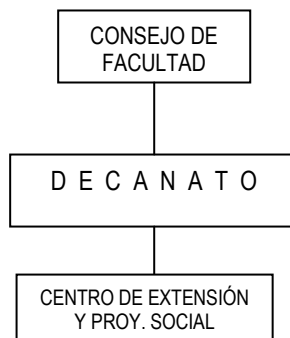 CONSEJO DE
FACULTAD
D E C A N A T O
CENTRO DE EXTENSIÓN
Y PROY. SOCIAL